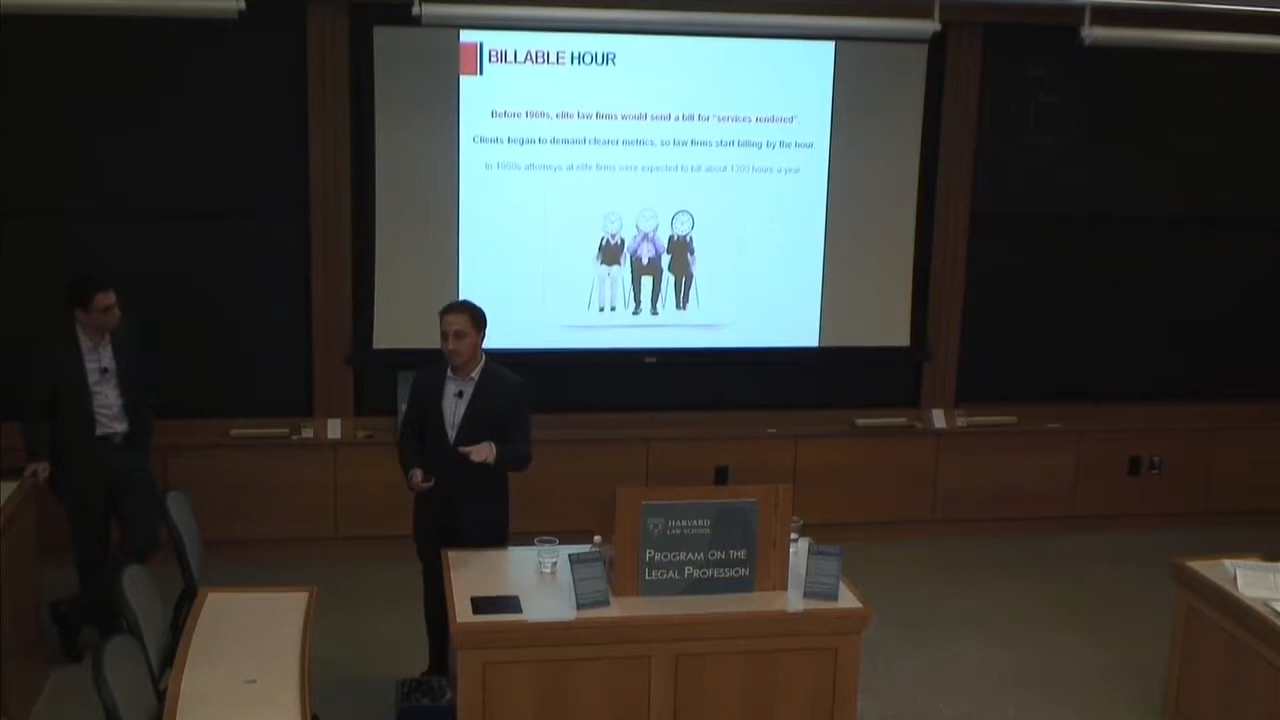 BILLABLE HOUR
Before 1960s, elite law firms would send a bill for "services rendered".
Clients began to demand clearer metrics, so law firms start billing by the hour.
In 1960s attorneys at elite firms were expected to bill about 1300 hours a year.
HARVARD
LAW SCHOOL
PROGRAM ON THE
LEGAL PROFESSION